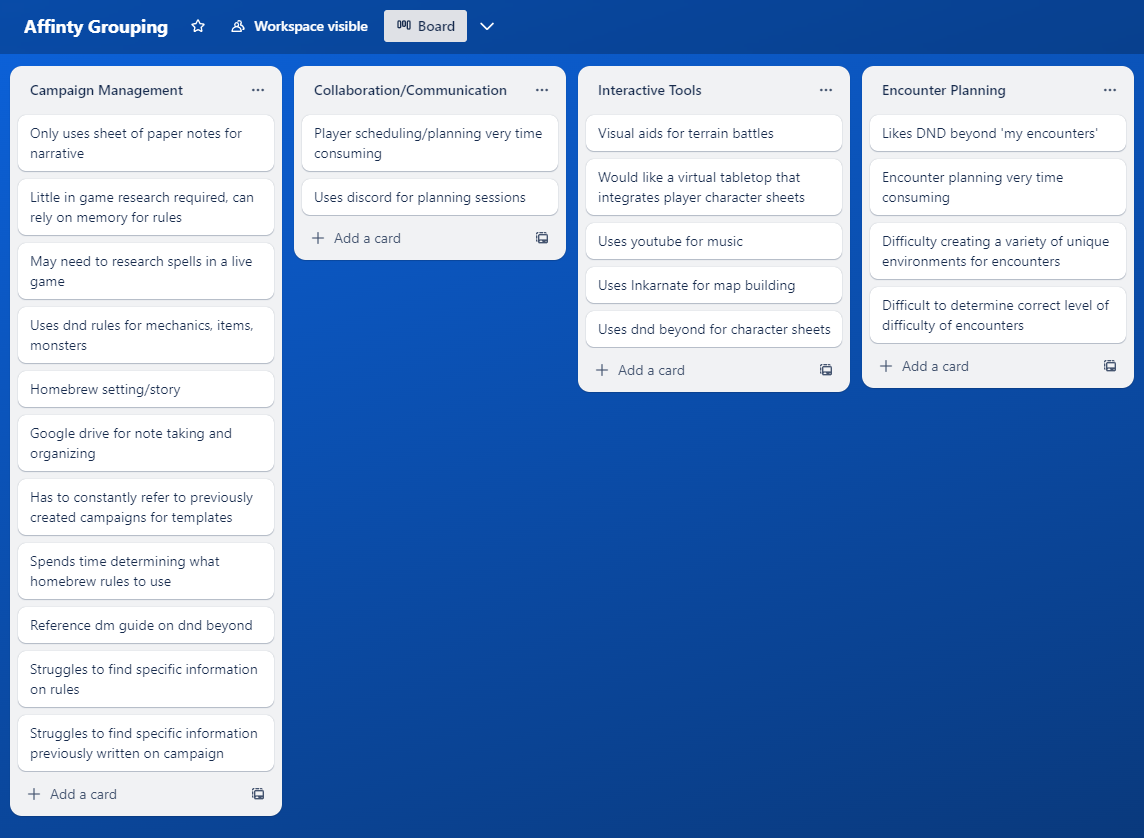 Affinty Grouping
Workspace visible
Board
Campaign Management
Only uses sheet of paper notes for
narrative
Little in game research required, can
rely on memory for rules
May need to research spells in a live
game
Uses dnd rules for mechanics, items,
monsters
Homebrew setting/story
Google drive for note taking and
organizing
Has to constantly refer to previously
created campaigns for templates
Spends time determining what
homebrew rules to use
Reference dm guide on dnd beyond
Struggles to find specific information
on rules
Struggles to find specific information
previously written on campaign
Add a card
Collaboration/Communication
Player scheduling/planning very time
consuming
Uses discord for planning sessions
Add a card
Interactive Tools
Visual aids for terrain battles
Would like a virtual tabletop that
integrates player character sheets
Uses youtube for music
Uses Inkarnate for map building
Uses dnd beyond for character sheets
Add a card
Encounter Planning
Likes DND beyond 'my encounters'
Encounter planning very time
consuming
Difficulty creating a variety of unique
environments for encounters
Difficult to determine correct level of
difficulty of encounters
Add a card